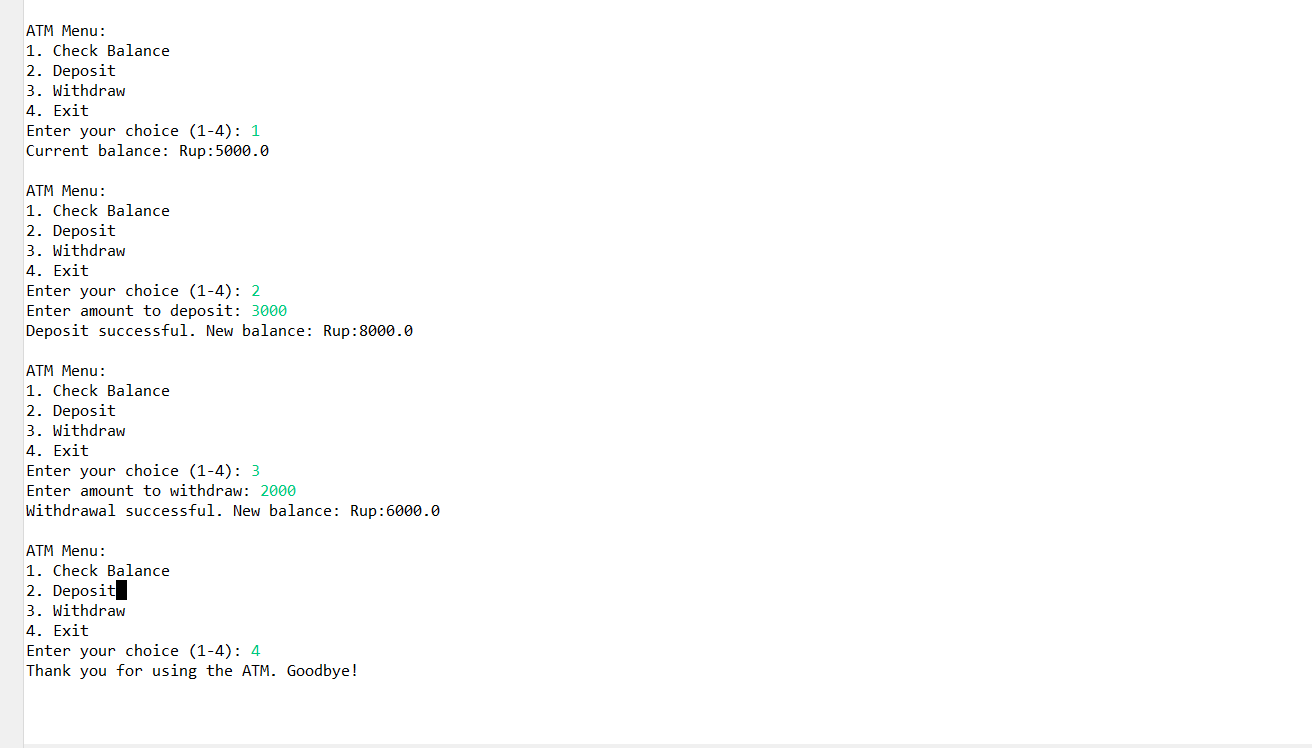 ATM Menu:
1. Check Balance
2. Deposit
3. Withdraw
4. Exit
Enter your choice (1-4): 1
Current balance: Rup:5000.0
ATM Menu:
1. Check Balance
2. Deposit
3. Withdraw
4. Exit
Enter your choice (1-4): 2
Enter amount to deposit: 3000
Deposit successful. New balance: Rup:8000.0
ATM Menu:
1. Check Balance
2. Deposit
3. Withdraw
4. Exit
Enter your choice (1-4): 3
Enter amount to withdraw: 2000
Withdrawal successful. New balance: Rup:6000.0
ATM Menu:
1. Check Balance
2. Deposit
3. Withdraw
4. Exit
Enter your choice (1-4): 4
Thank you for using the ATM. Goodbye!